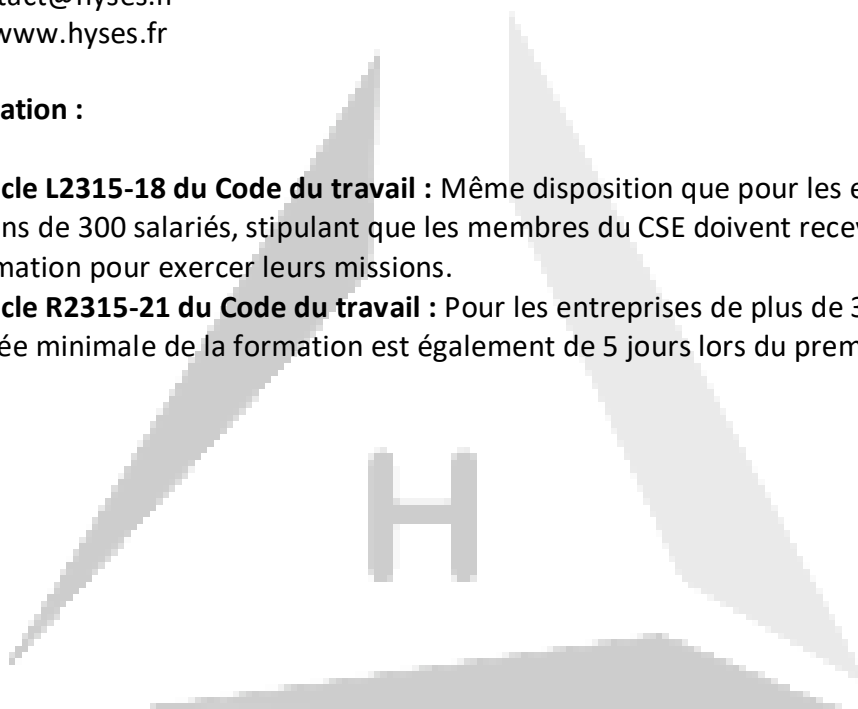 tact@hyses.fr
www.hyses.fr
ation :
cle L2315-18 du Code du travail : Même disposition que pour les e
ns de 300 salariés, stipulant que les membres du CSE doivent recev
mation pour exercer leurs missions.
cle R2315-21 du Code du travail : Pour les entreprises de plus de 3
ée minimale de la formation est également de 5 jours lors du prem
H